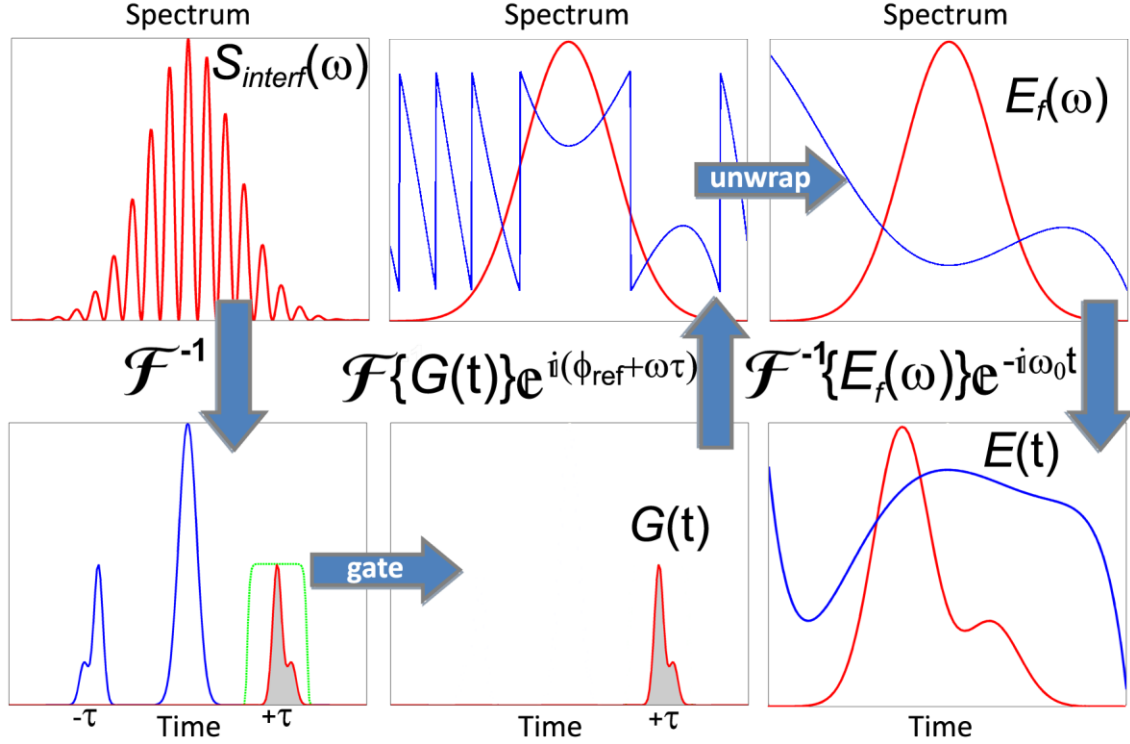 Spectrum
Spectrum
Spectrum
S_interf(ω)
E_f(ω)
unwrap
ℱ⁻¹
ℱ{G(t)}𝕖^𝕚(ϕ_ref+ωτ)
ℱ⁻¹{E_f(ω)}𝕖^-𝕚ω₀t
E(t)
G(t)
gate
-τ
+τ
+τ
Time
Time
Time